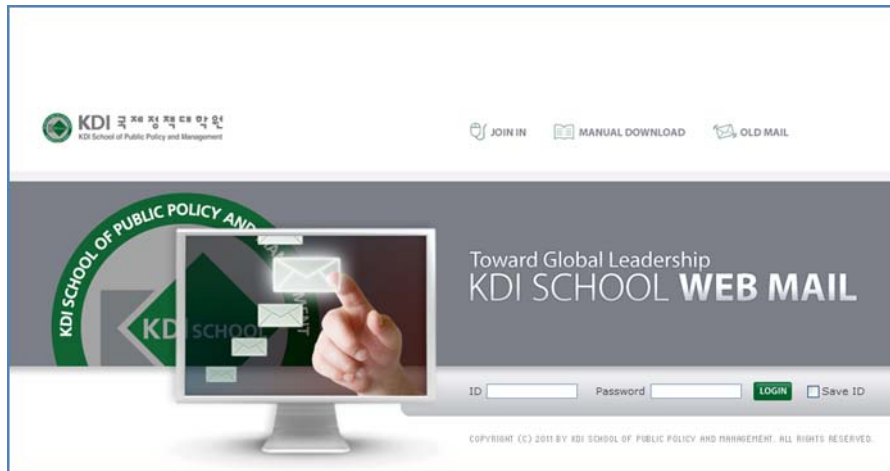 KDI 국제정책대학원
KDI School of Public Policy and Management
JOIN IN
MANUAL DOWNLOAD
OLD MAIL
KDI SCHOOL OF PUBLIC POLICY AND MANAGEMENT
KDI SCHOOL
Toward Global Leadership
KDI SCHOOL WEB MAIL
ID Password LOGIN Save ID
COPYRIGHT (C) 2011 BY KDI SCHOOL OF PUBLIC POLICY AND MANAGEMENT. ALL RIGHTS RESERVED.